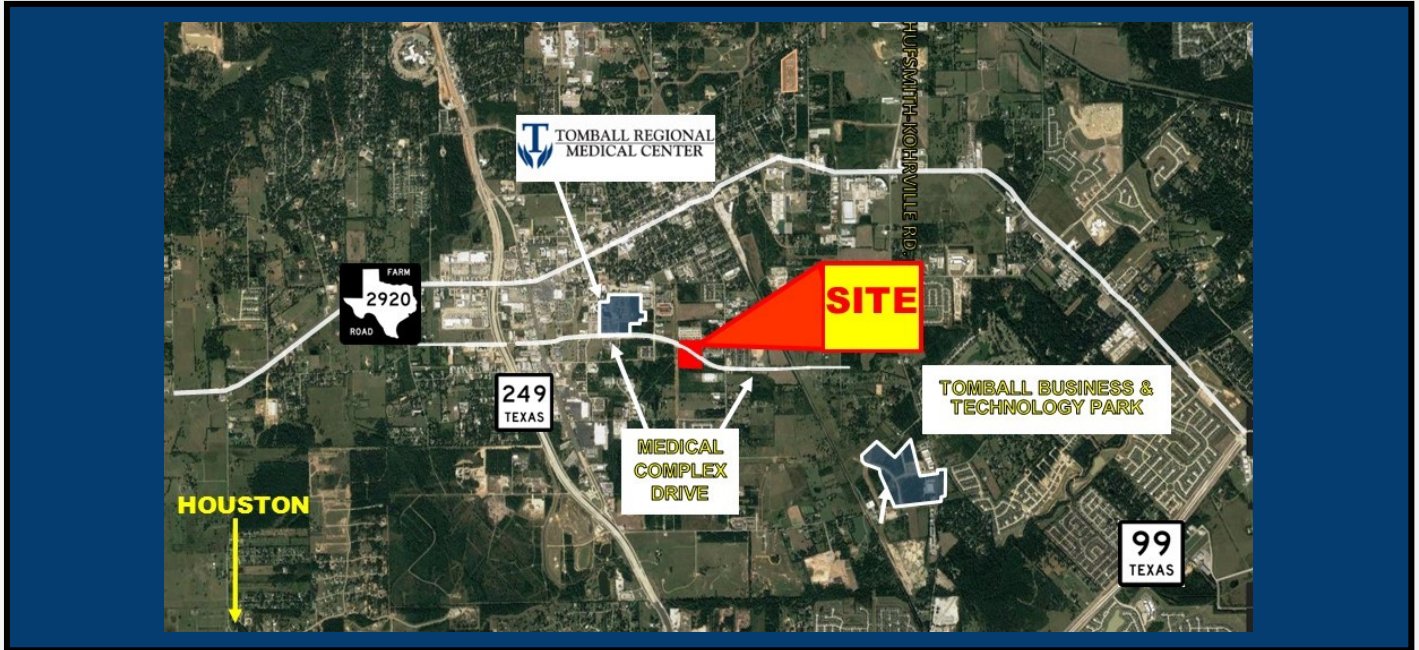 HUFSMITH-KOHRVILLE RD.
TOMBALL REGIONAL
MEDICAL CENTER
FARM
2920
ROAD
SITE
249
TEXAS
TOMBALL BUSINESS &
TECHNOLOGY PARK
MEDICAL
COMPLEX
DRIVE
HOUSTON
99
TEXAS